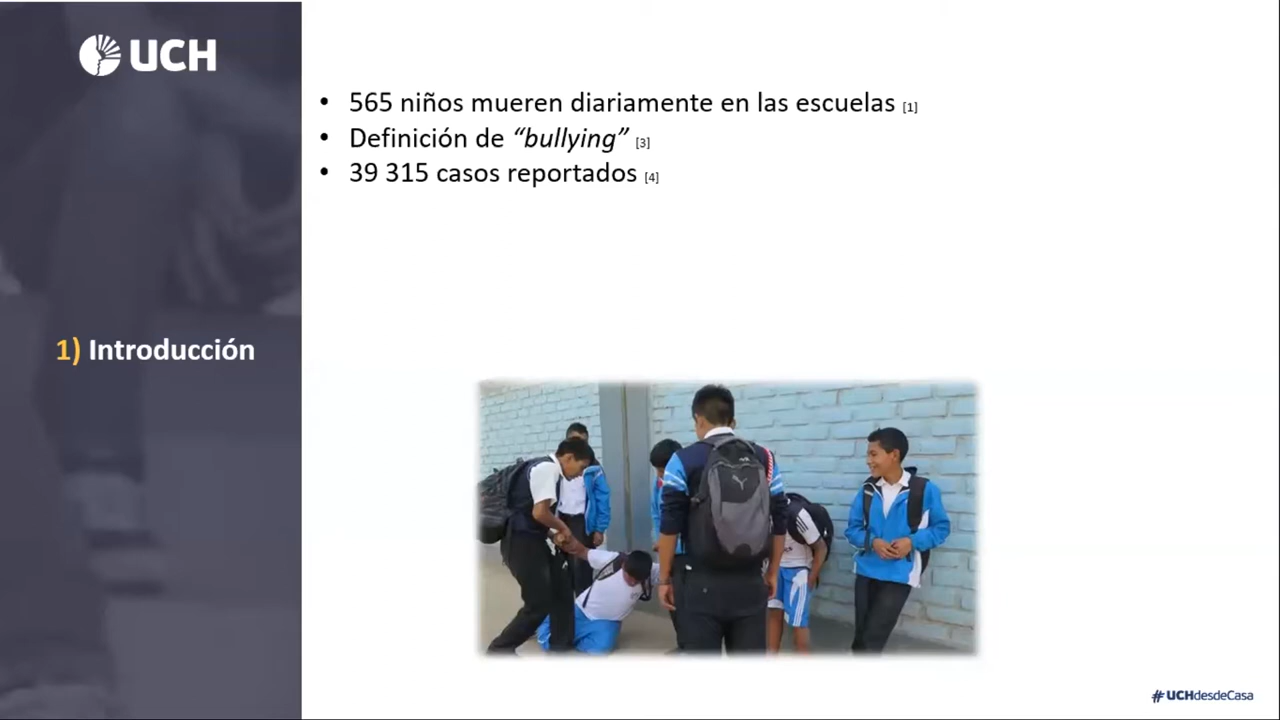 UCH
• 565 niños mueren diariamente en las escuelas [1]
• Definición de “bullying” [3]
• 39 315 casos reportados [4]
1) Introducción
#UCHdesdeCasa